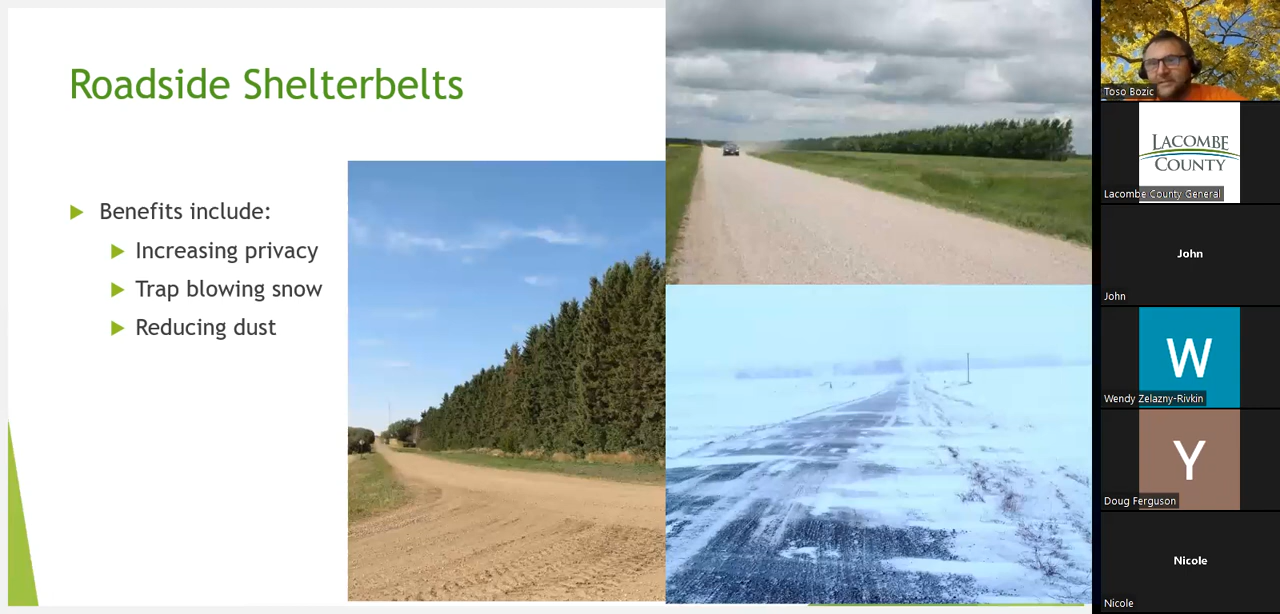 Roadside Shelterbelts
Benefits include:
Increasing privacy
Trap blowing snow
Reducing dust
Toso Bozic
LACOMBE
COUNTY
Lacombe County General
John
John
W
Wendy Zelazny-Rivkin
Y
Doug Ferguson
Nicole
Nicole